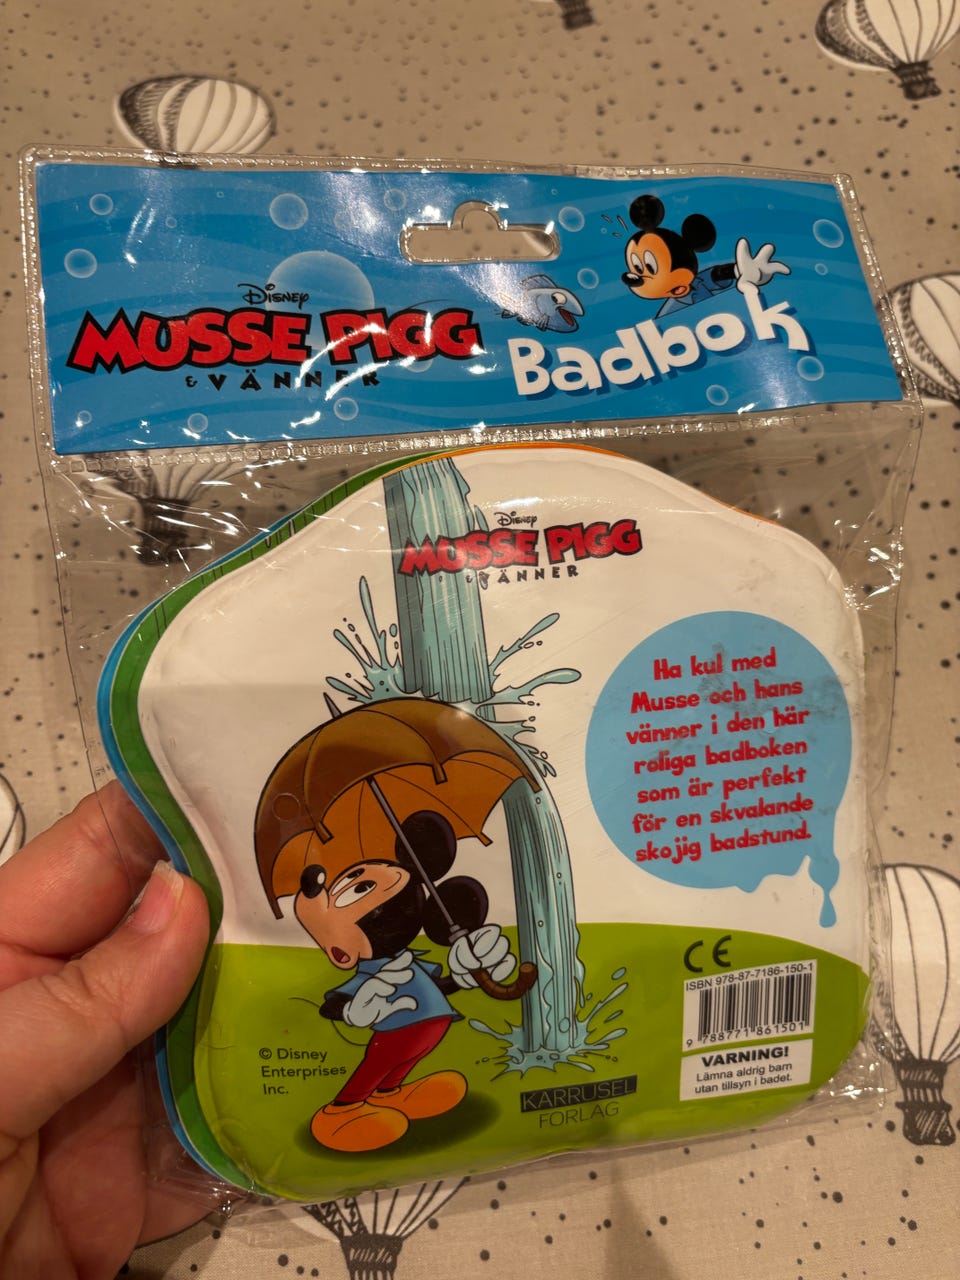 Disney
MUSSE PIGG
& VÄNNER
Badbok
Disney
MUSSE PIGG
& VÄNNER
Ha kul med
Musse och hans
vänner i den här
roliga badboken
som är perfekt
för en skvalande
skojig badstund.
CE
ISBN 978-87-7186-150-1
9 788771 861501
VARNING!
Lämna aldrig barn
utan tillsyn i badet.
© Disney
Enterprises
Inc.
KARRUSEL
FORLAG